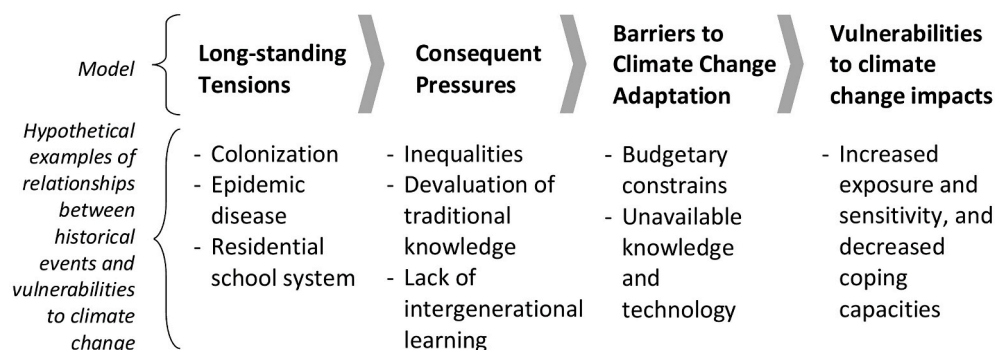 Model
Long-standing
Tensions
Consequent
Pressures
Barriers to
Climate Change
Adaptation
Vulnerabilities
to climate
change impacts
Hypothetical
examples of
relationships
between
historical
events and
vulnerabilities
to climate
change
- Colonization
- Epidemic
disease
- Residential
school system
- Inequalities
- Devaluation of
traditional
knowledge
- Lack of
intergenerational
learning
- Budgetary
constrains
- Unavailable
knowledge
and
technology
- Increased
exposure and
sensitivity, and
decreased
coping
capacities